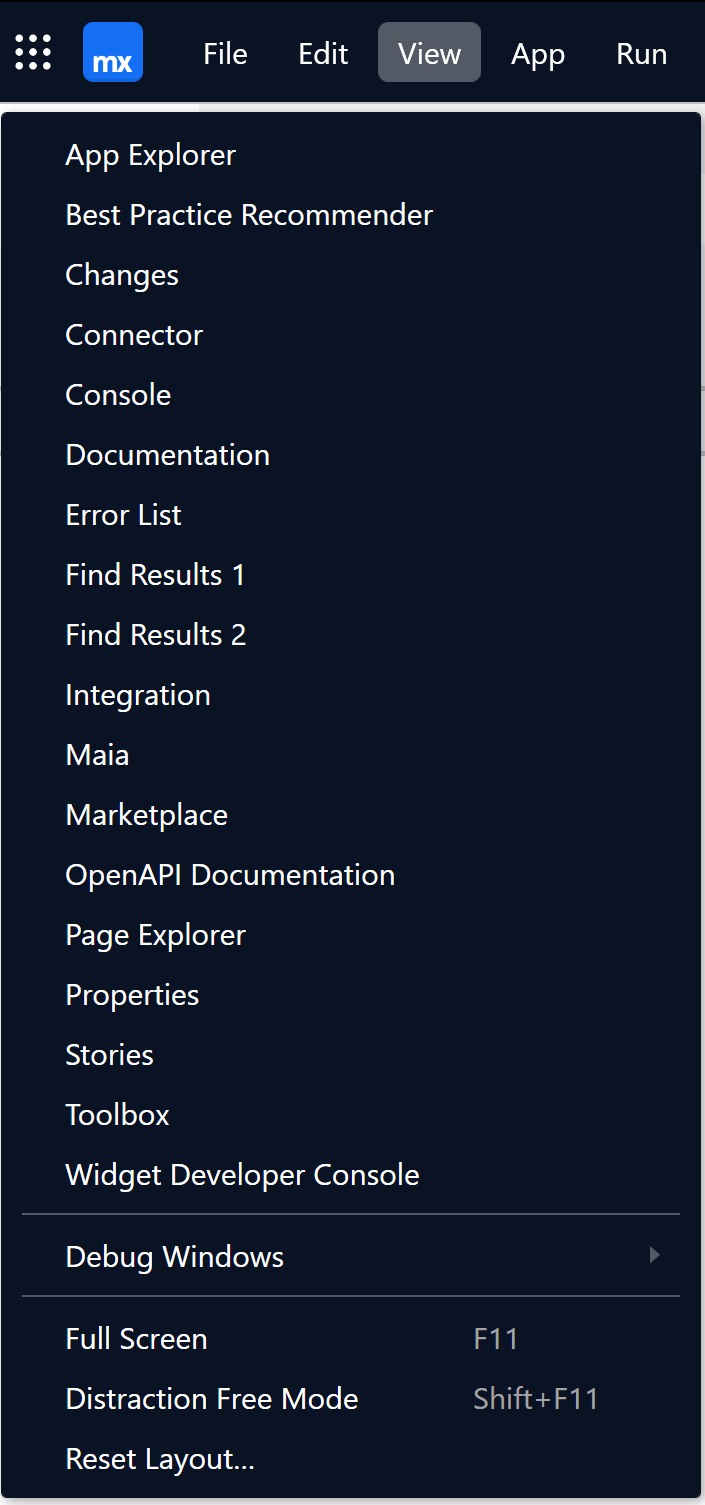 mx File Edit View App Run
App Explorer
Best Practice Recommender
Changes
Connector
Console
Documentation
Error List
Find Results 1
Find Results 2
Integration
Maia
Marketplace
OpenAPI Documentation
Page Explorer
Properties
Stories
Toolbox
Widget Developer Console
Debug Windows
Full Screen F11
Distraction Free Mode Shift+F11
Reset Layout...